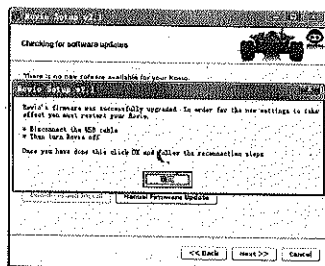 Rovio Setup v2.1
Checking for software updates
There is no new software available for your Rovio.
Rovio Setup v2.1
Rovio's firmware was successfully upgraded. In order for the new settings to take
effect you must restart your Rovio.
* Disconnect the USB cable
* Then turn Rovio off
Once you have done this click OK and follow the reconnection steps
Manual Firmware Update
<< Back
Next >>
Cancel